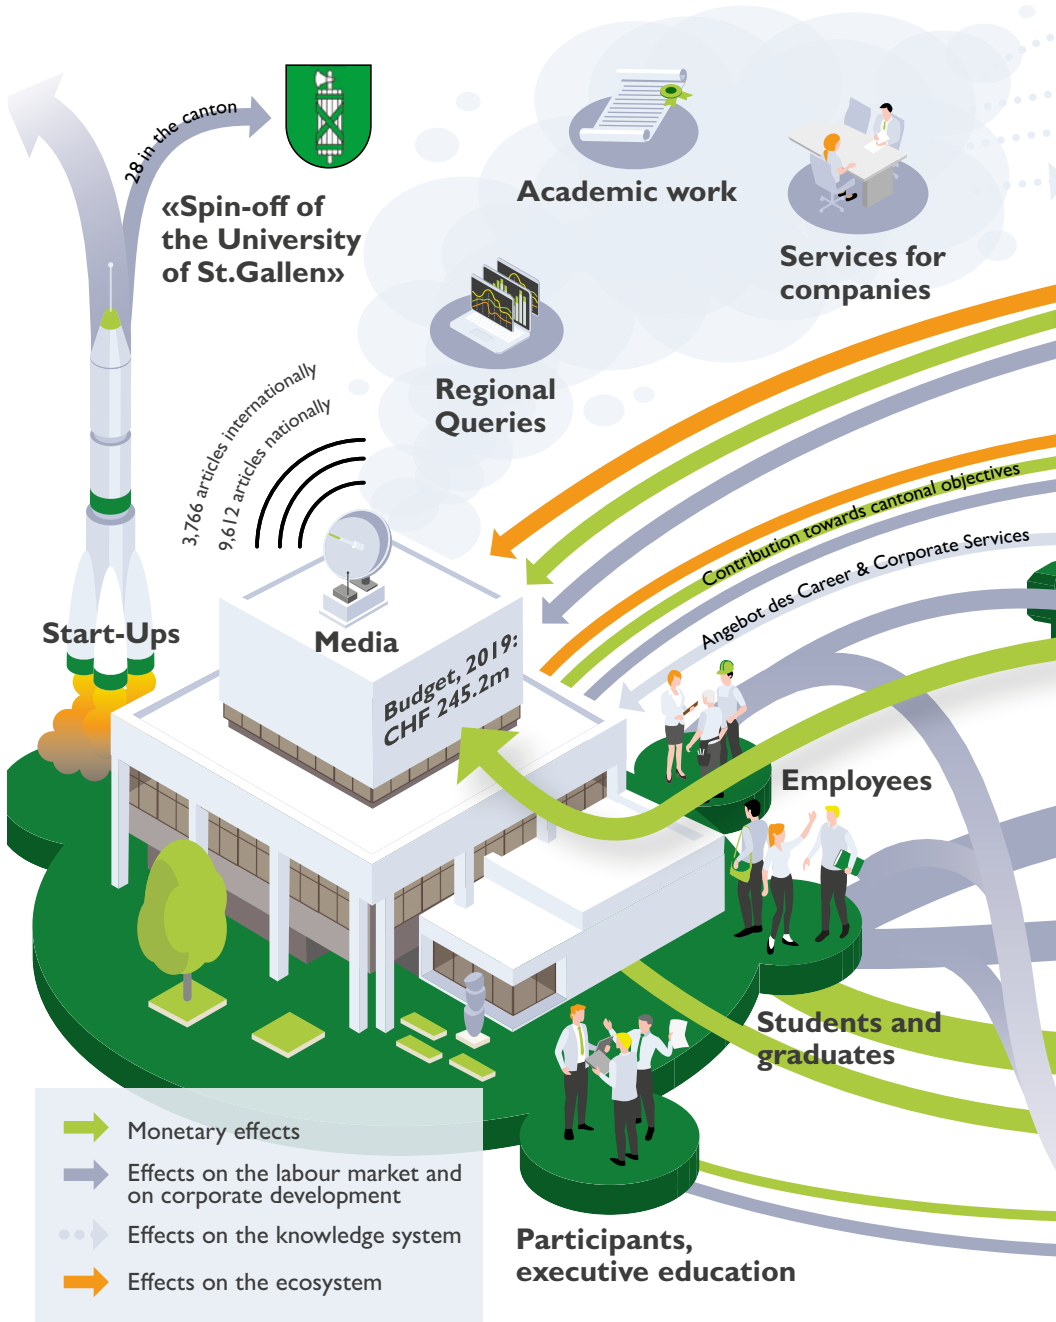 28 in the canton
«Spin-off of
the University
of St.Gallen»
Academic work
Services for
companies
Regional
Queries
3,766 articles internationally
9,612 articles nationally
Contribution towards cantonal objectives
Angebot des Career & Corporate Services
Start-Ups
Media
Budget, 2019:
CHF 245.2m
Employees
Students and
graduates
Participants,
executive education
Monetary effects
Effects on the labour market and
on corporate development
Effects on the knowledge system
Effects on the ecosystem